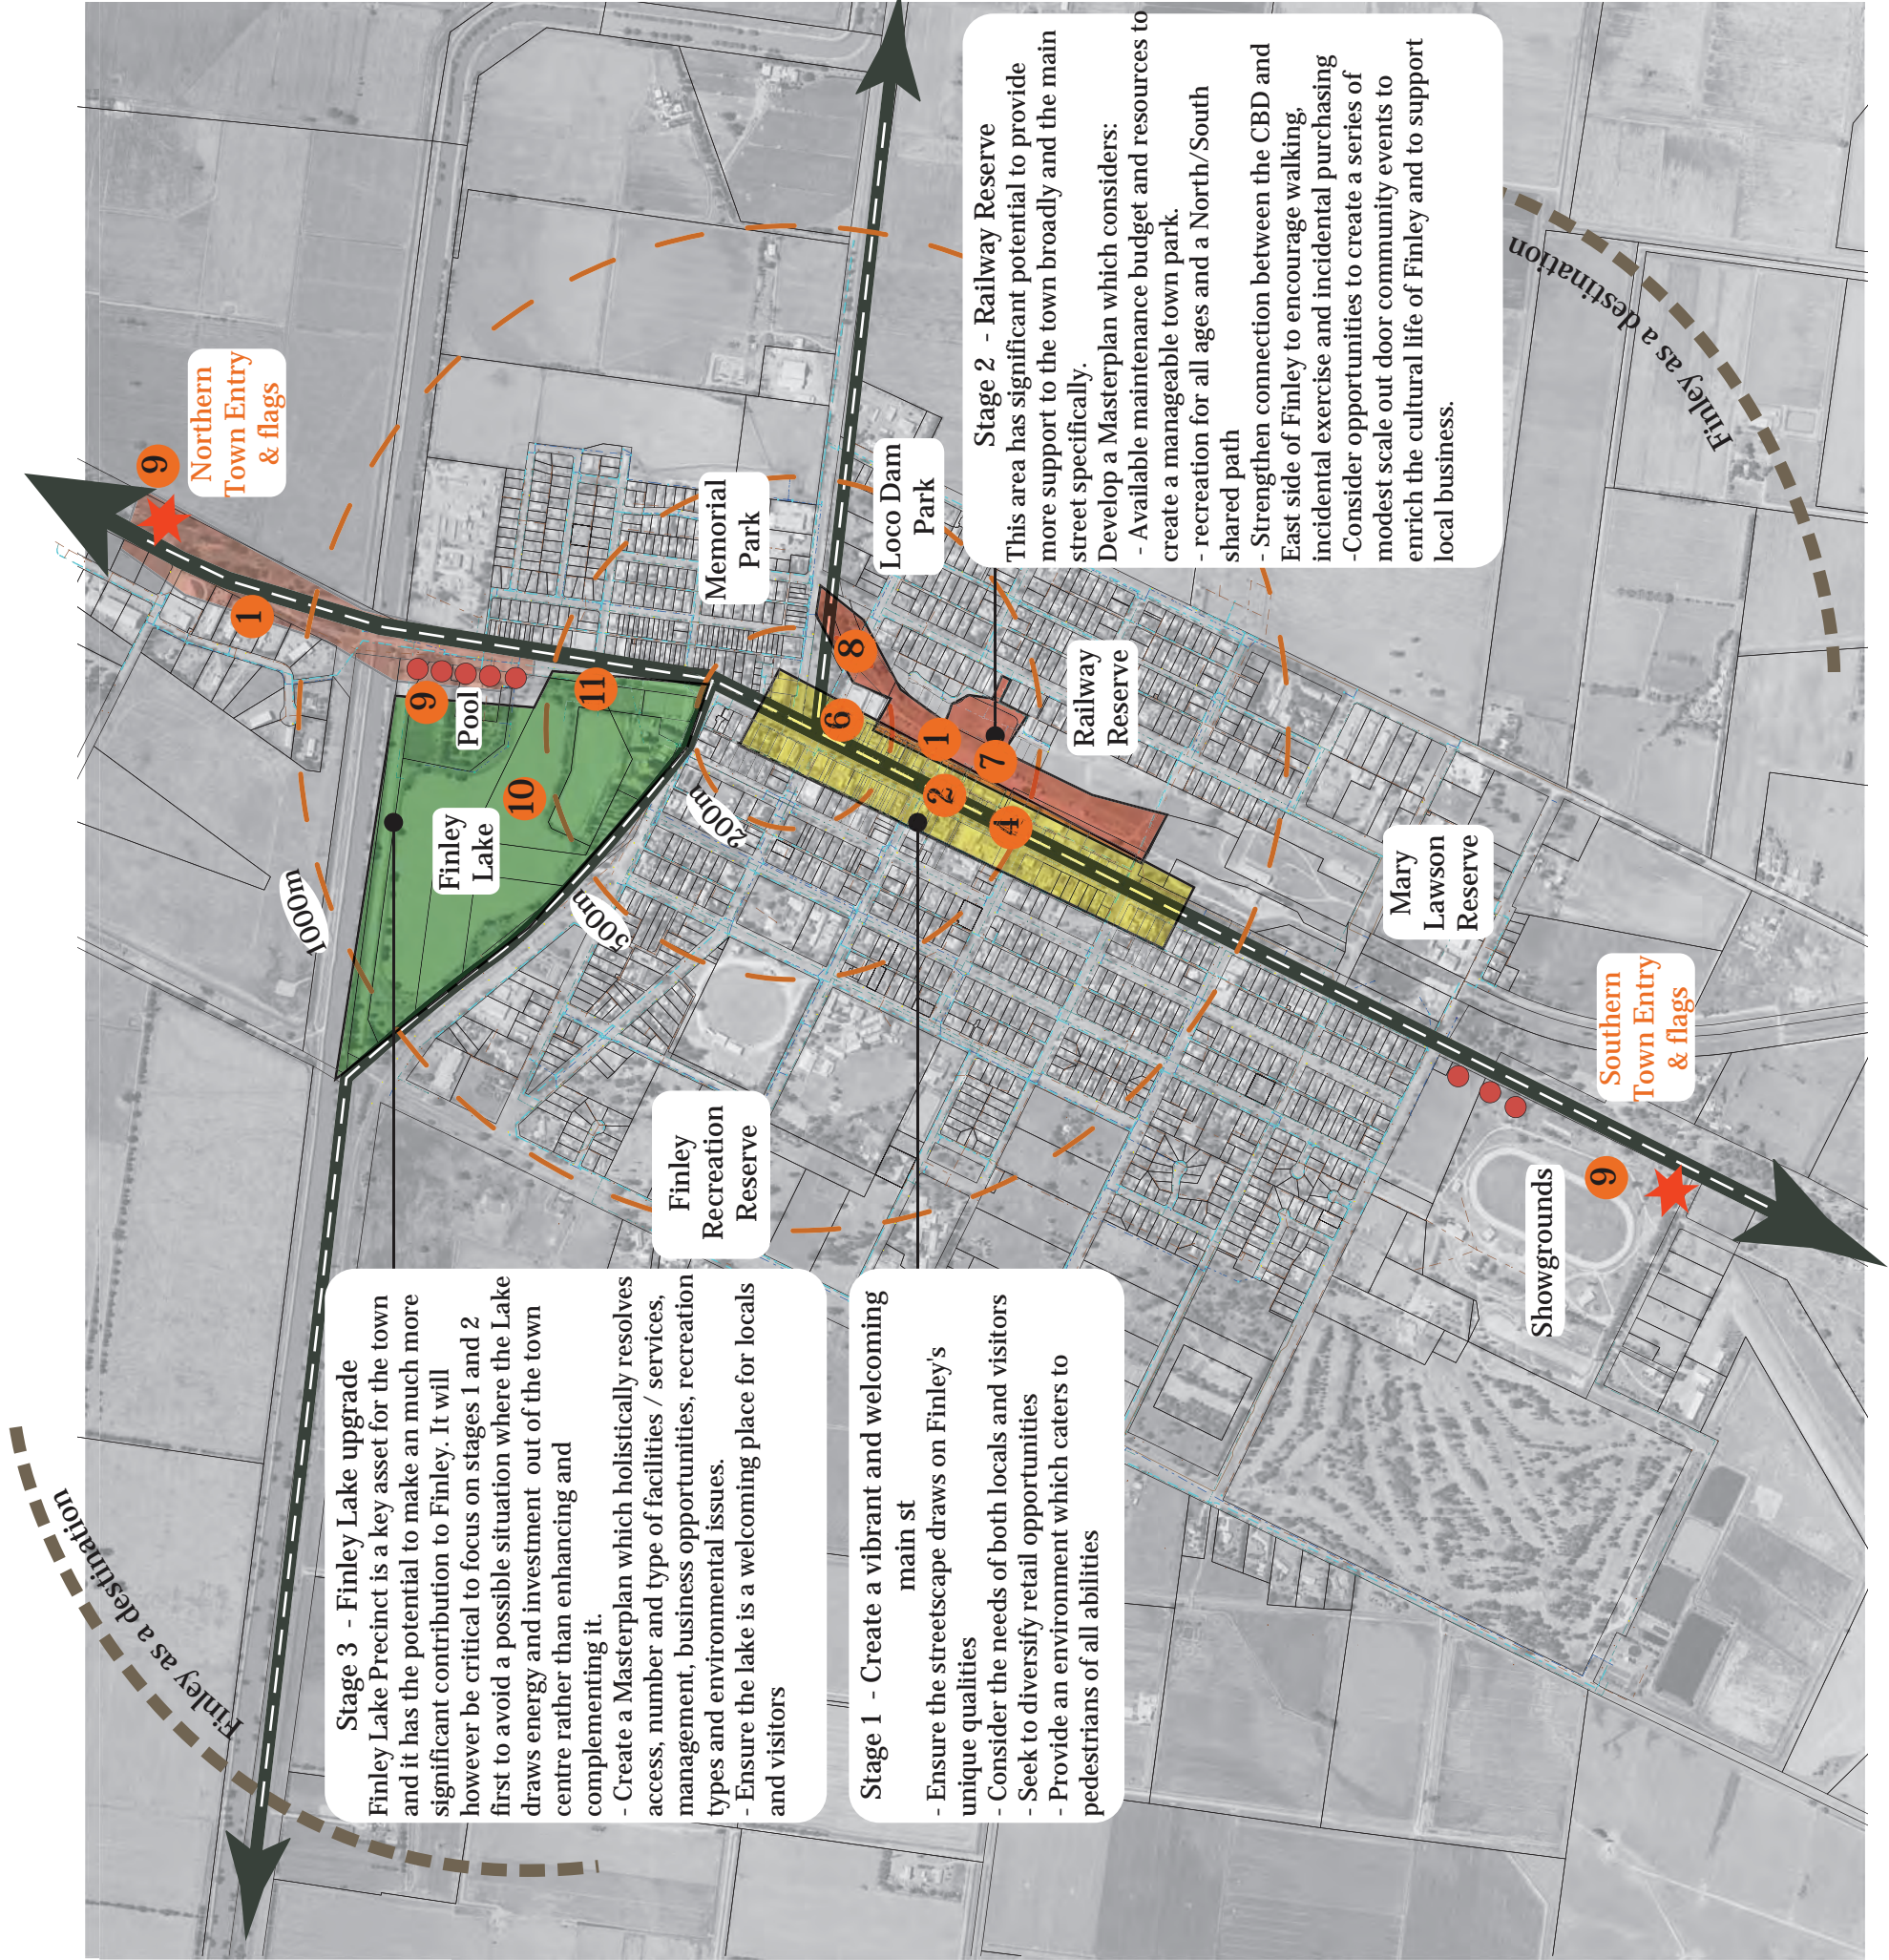 Finley as a destination
Stage 3 - Finley Lake upgrade
Finley Lake Precinct is a key asset for the town
and it has the potential to make an much more
significant contribution to Finley. It will
however be critical to focus on stages 1 and 2
first to avoid a possible situation where the Lake
draws energy and investment out of the town
centre rather than enhancing and
complementing it.
- Create a Masterplan which holistically resolves
access, number and type of facilities / services,
management, business opportunities, recreation
types and environmental issues.
- Ensure the lake is a welcoming place for locals
and visitors
Stage 1 - Create a vibrant and welcoming
main st
- Ensure the streetscape draws on Finley's
unique qualities
- Consider the needs of both locals and visitors
- Seek to diversify retail opportunities
- Provide an environment which caters to
pedestrians of all abilities
1000m
500m
200m
Finley
Lake
10
9
Pool
11
1
9
Northern
Town Entry
& flags
Memorial
Park
Loco Dam
Park
Finley
Recreation
Reserve
6
8
2
1
4
7
Railway
Reserve
Mary
Lawson
Reserve
Showgrounds
9
Southern
Town Entry
& flags
Stage 2 - Railway Reserve
This area has significant potential to provide
more support to the town broadly and the main
street specifically.
Develop a Masterplan which considers:
- Available maintenance budget and resources to
create a manageable town park.
- recreation for all ages and a North/South
shared path
- Strengthen connection between the CBD and
East side of Finley to encourage walking,
incidental exercise and incidental purchasing
-Consider opportunities to create a series of
modest scale out door community events to
enrich the cultural life of Finley and to support
local business.
Finley as a destination